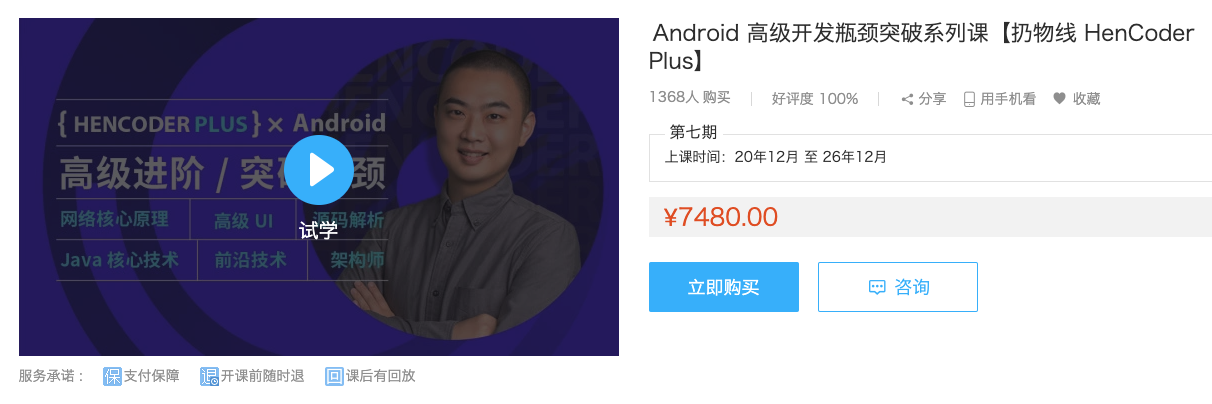 { HENCODER PLUS } × Android
高级进阶 / 突 颈
网络核心原理 高级 UI 源码解析
Java 核心技术 前沿技术 架构师
试学
服务承诺：
保 支付保障
退 开课前随时退
回 课后有回放
Android 高级开发瓶颈突破系列课【扔物线 HenCoder
Plus】
1368人 购买 好评度 100% 分享 用手机看 收藏
第七期
上课时间：20年12月 至 26年12月
¥7480.00
立即购买
咨询